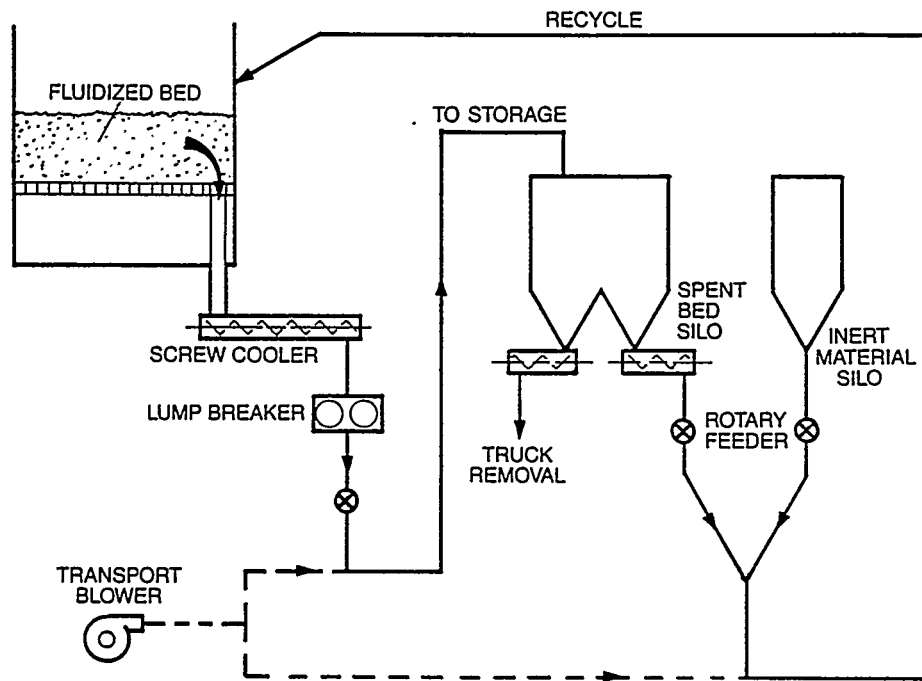 RECYCLE
FLUIDIZED BED
TO STORAGE
SPENT
BED
SILO
INERT
MATERIAL
SILO
SCREW COOLER
LUMP BREAKER
ROTARY
FEEDER
TRUCK
REMOVAL
TRANSPORT
BLOWER